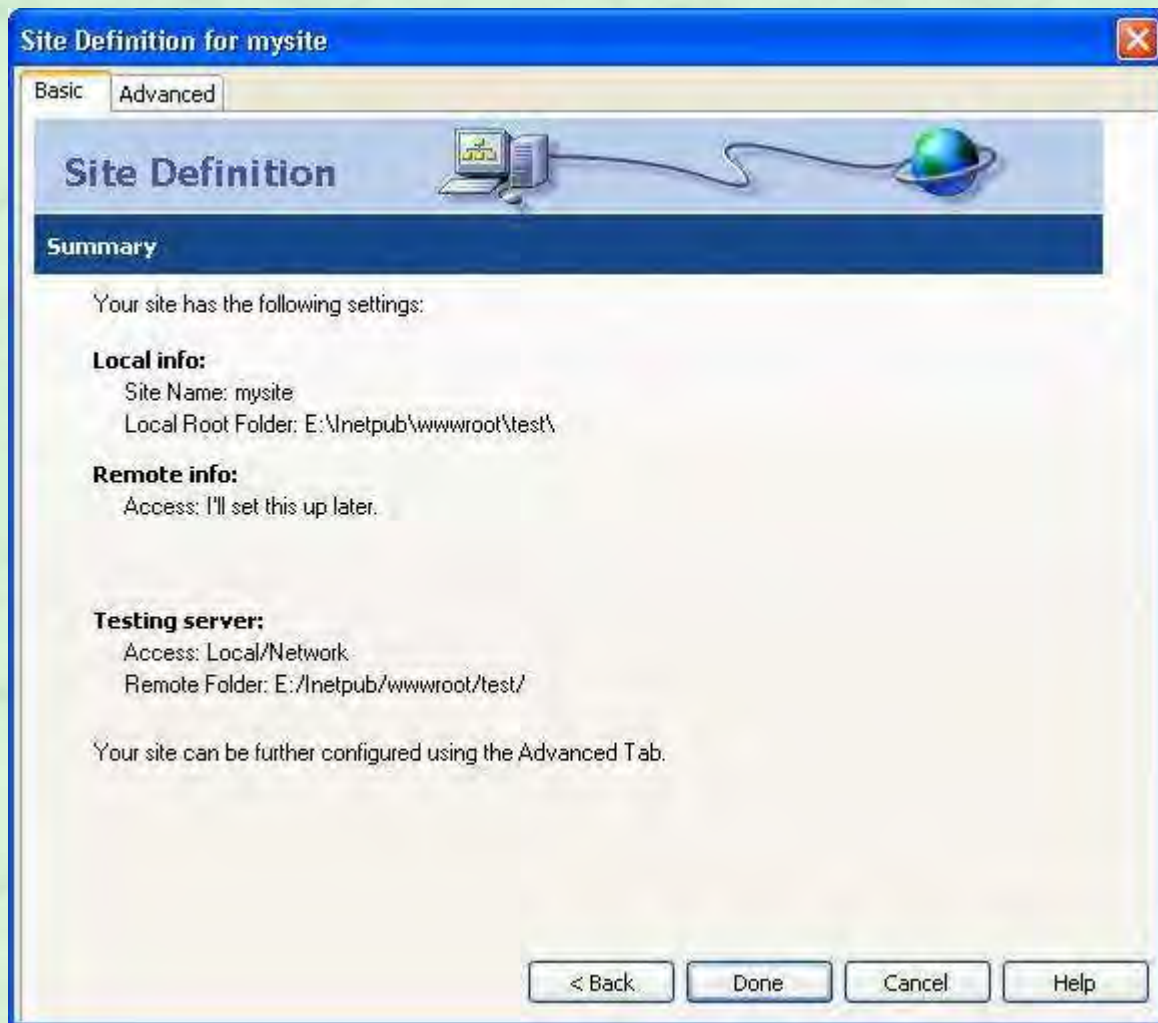 Site Definition for mysite
Basic
Advanced
Site Definition
Summary
Your site has the following settings:
Local info:
Site Name: mysite
Local Root Folder: E:\Inetpub\wwwroot\test\
Remote info:
Access: I'll set this up later.
Testing server:
Access: Local/Network
Remote Folder: E:/Inetpub/wwwroot/test/
Your site can be further configured using the Advanced Tab.
< Back
Done
Cancel
Help